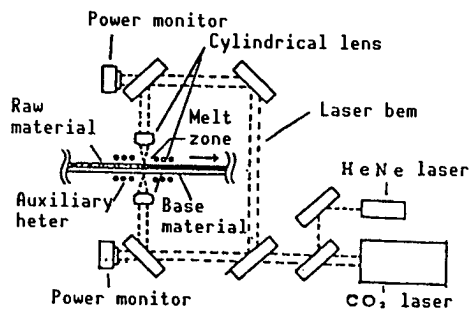 Power monitor
Cylindrical lens
Raw
material
Melt
zone
Laser bem
HeNe laser
Auxiliary
heter
Base
material
Power monitor
CO₂ laser